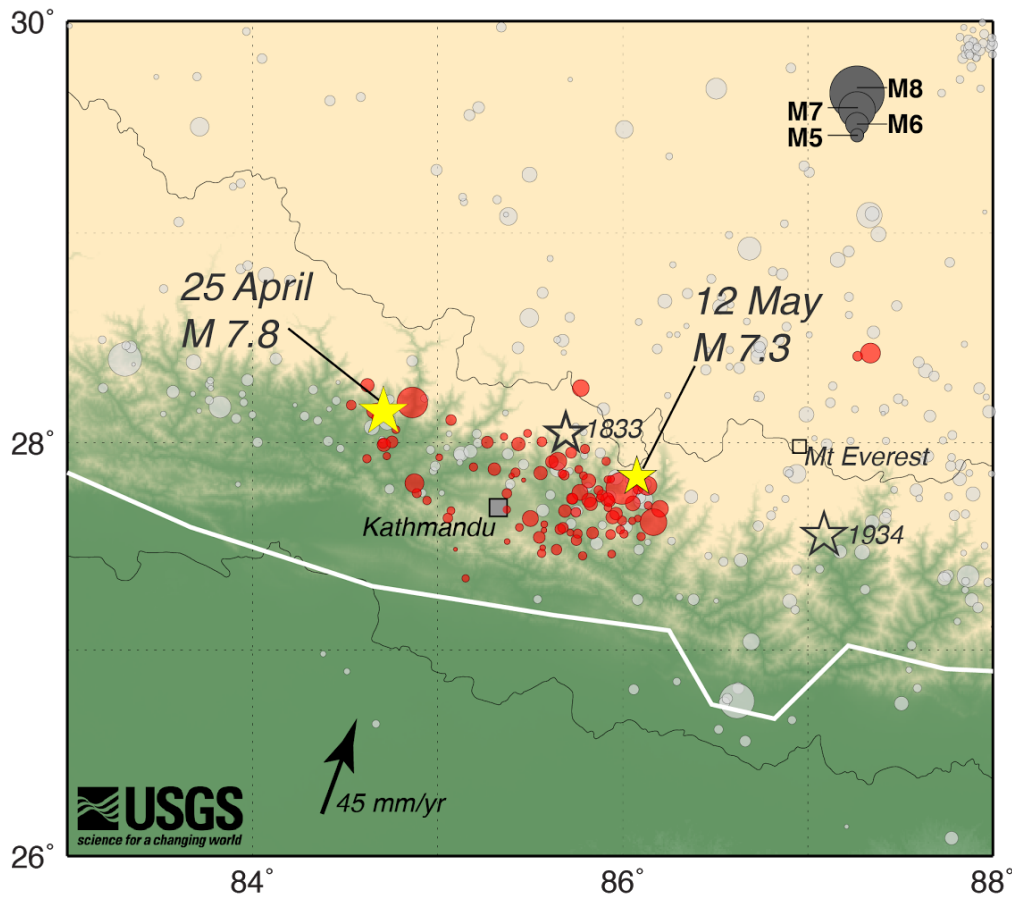 30°
M8
M7
M6
M5
25 April
M 7.8
12 May
M 7.3
28°
1833
Mt Everest
Kathmandu
1934
45 mm/yr
USGS
science for a changing world
26°
84°
86°
88°